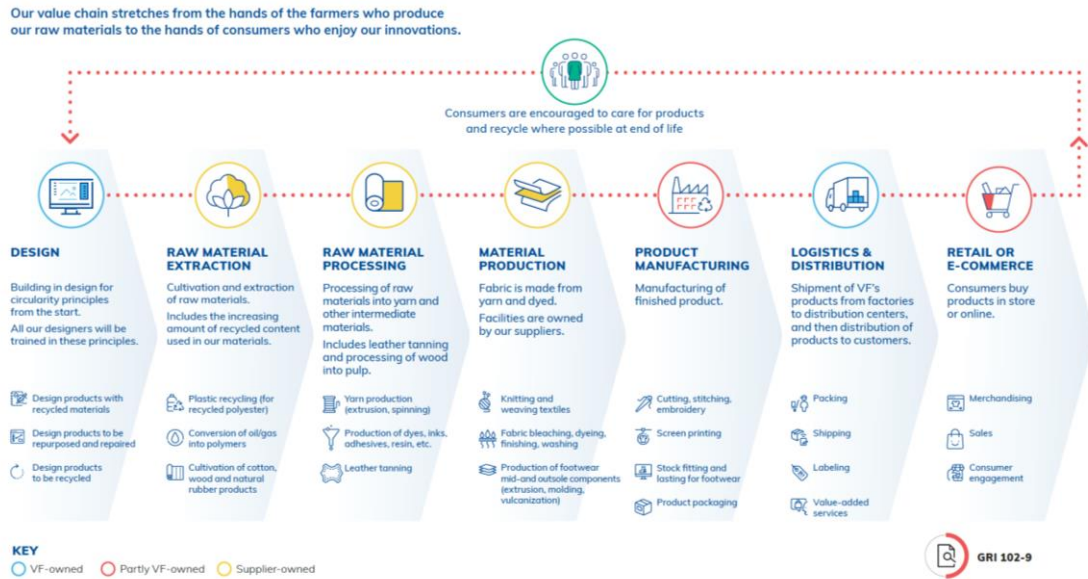 Our value chain stretches from the hands of the farmers who produce
our raw materials to the hands of consumers who enjoy our innovations.
Consumers are encouraged to care for products
and recycle where possible at end of life
DESIGN
Building in design for
circularity principles
from the start.
All our designers will be
trained in these principles.
Design products with
recycled materials
Design products to be
repurposed and repaired
Design products
to be recycled
RAW MATERIAL
EXTRACTION
Cultivation and extraction
of raw materials.
Includes the increasing
amount of recycled content
used in our materials.
Plastic recycling (for
recycled polyester)
Conversion of oil/gas
into polymers
Cultivation of cotton,
wood and natural
rubber products
RAW MATERIAL
PROCESSING
Processing of raw
materials into yarn and
other intermediate
materials.
Includes leather tanning
and processing of wood
into pulp.
Yarn production
(extrusion, spinning)
Production of dyes, inks,
adhesives, resin, etc.
Leather tanning
MATERIAL
PRODUCTION
Fabric is made from
yarn and dyed.
Facilities are owned
by our suppliers.
Knitting and
weaving textiles
Fabric bleaching, dyeing,
finishing, washing
Production of footwear
mid-and outsole components
(extrusion, molding,
vulcanization)
PRODUCT
MANUFACTURING
Manufacturing of
finished product.
Cutting, stitching,
embroidery
Screen printing
Stock fitting and
lasting for footwear
Product packaging
LOGISTICS &
DISTRIBUTION
Shipment of VF's
products from factories
to distribution centers,
and then distribution of
products to customers.
Packing
Shipping
Labeling
Value-added
services
RETAIL OR
E-COMMERCE
Consumers buy
products in store
or online.
Merchandising
Sales
Consumer
engagement
KEY
VF-owned
Partly VF-owned
Supplier-owned
GRI 102-9